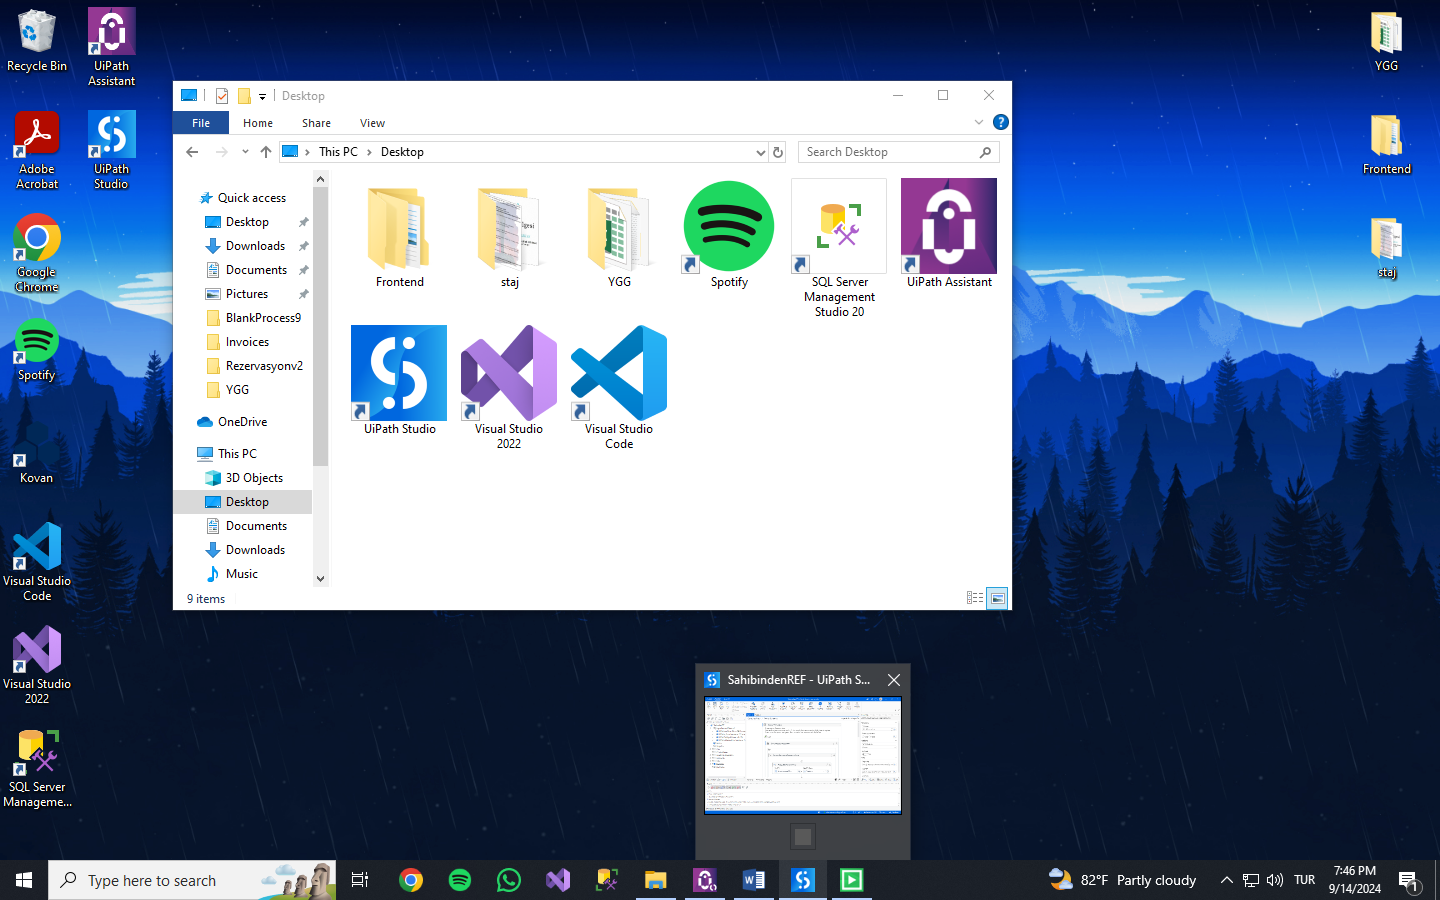 Recycle Bin
UiPath
Assistant
Adobe
Acrobat
UiPath
Studio
Google
Chrome
Spotify
Kovan
Visual Studio
Code
Visual Studio
2022
SQL Server
Manageme...
YGG
Frontend
staj
Desktop
File
Home
Share
View
This PC
Desktop
Search Desktop
Quick access
Desktop
Downloads
Documents
Pictures
BlankProcess9
Invoices
Rezervasyonv2
YGG
OneDrive
This PC
3D Objects
Desktop
Documents
Downloads
Music
Frontend
staj
YGG
Spotify
SQL Server
Management
Studio 20
UiPath Assistant
UiPath Studio
Visual Studio
2022
Visual Studio
Code
9 items
SahibindenREF - UiPath S...
Type here to search
82°F Partly cloudy
TUR
7:46 PM
9/14/2024
1